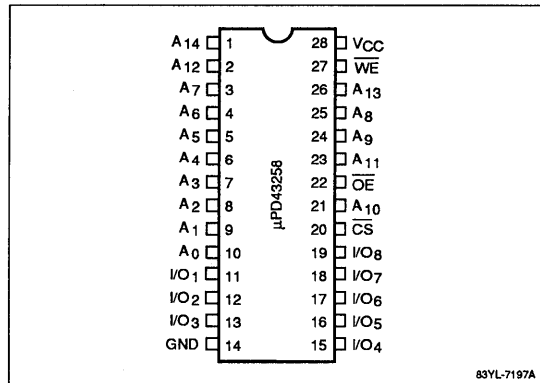 A14 1 28 VCC
A12 2 27 WE
A7 3 26 A13
A6 4 25 A8
A5 5 24 A9
A4 6 23 A11
A3 7 22 OE
A2 8 21 A10
A1 9 20 CS
A0 10 19 I/O8
I/O1 11 18 I/O7
I/O2 12 17 I/O6
I/O3 13 16 I/O5
GND 14 15 I/O4
μPD43258
83YL-7197A